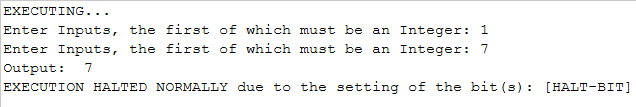 EXECUTING...
Enter Inputs, the first of which must be an Integer: 1
Enter Inputs, the first of which must be an Integer: 7
Output:  7
EXECUTION HALTED NORMALLY due to the setting of the bit(s): [HALT-BIT]